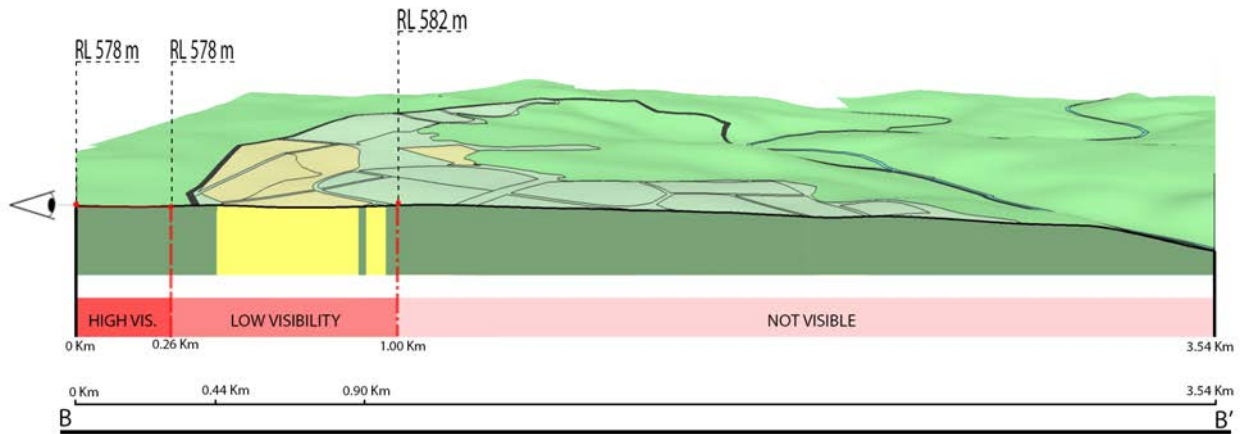 RL 582 m
RL 578 m RL 578 m
HIGH VIS. LOW VISIBILITY NOT VISIBLE
0 Km 0.26 Km 1.00 Km 3.54 Km
0 Km 0.44 Km 0.90 Km 3.54 Km
B B'